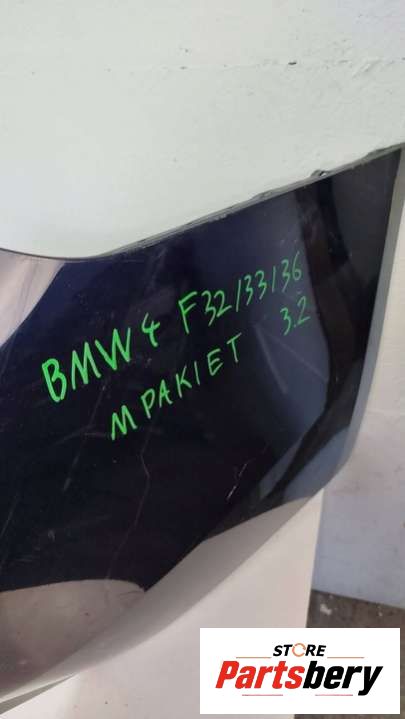 BMW 4 F32/33/36
M PAKIET 3.2
STORE
Partsbery